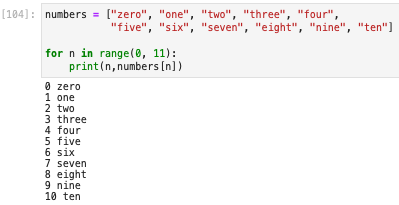 [104]: numbers = ["zero", "one", "two", "three", "four",
"five", "six", "seven", "eight", "nine", "ten"]
for n in range(0, 11):
print(n,numbers[n])
0 zero
1 one
2 two
3 three
4 four
5 five
6 six
7 seven
8 eight
9 nine
10 ten